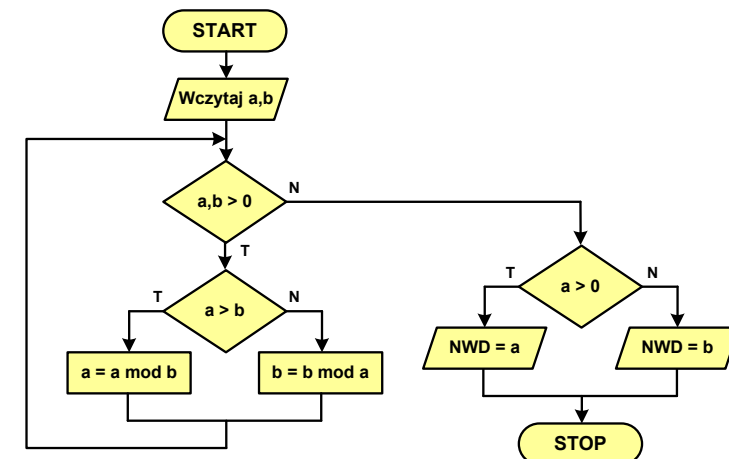 START
Wczytaj a,b
a,b > 0
N
T
a > b
T
N
a = a mod b
b = b mod a
a > 0
T
N
NWD = a
NWD = b
STOP